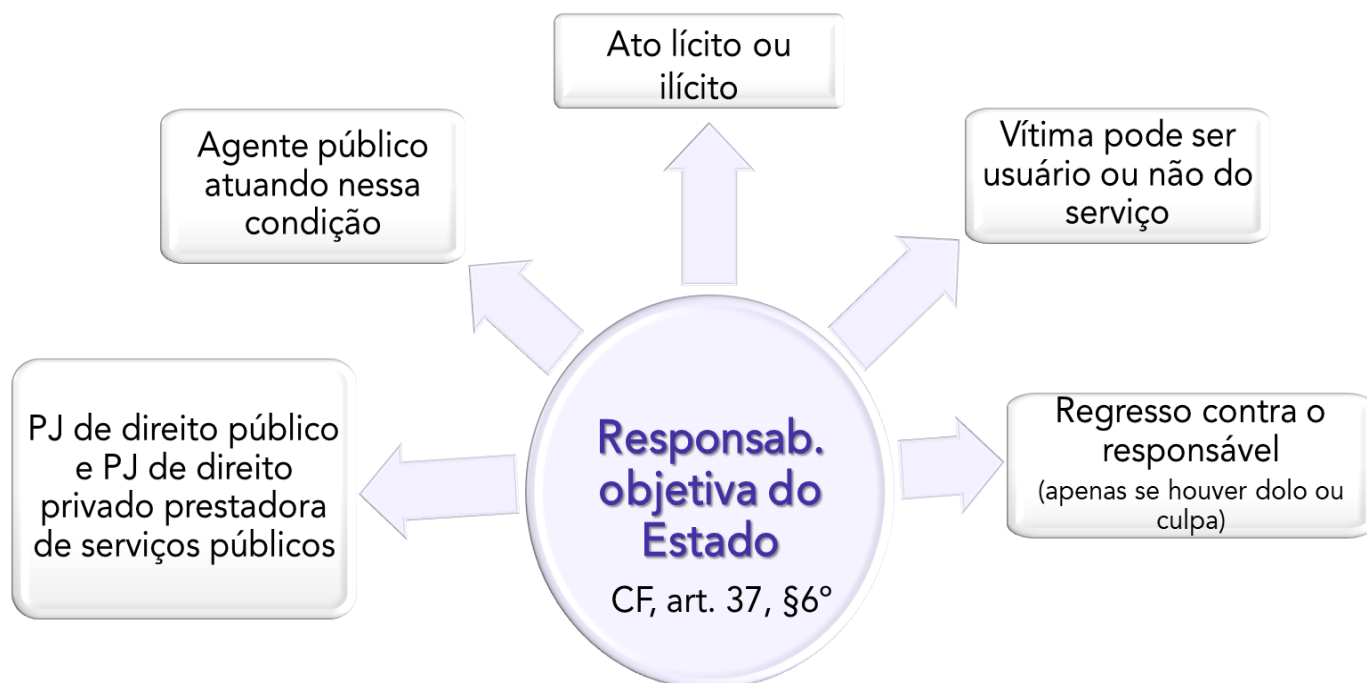 Ato lícito ou
ilícito
Agente público
atuando nessa
condição
Vítima pode ser
usuário ou não do
serviço
PJ de direito público
e PJ de direito
privado prestadora
de serviços públicos
Responsab.
objetiva do
Estado
CF, art. 37, §6º
Regresso contra o
responsável
(apenas se houver dolo ou
culpa)